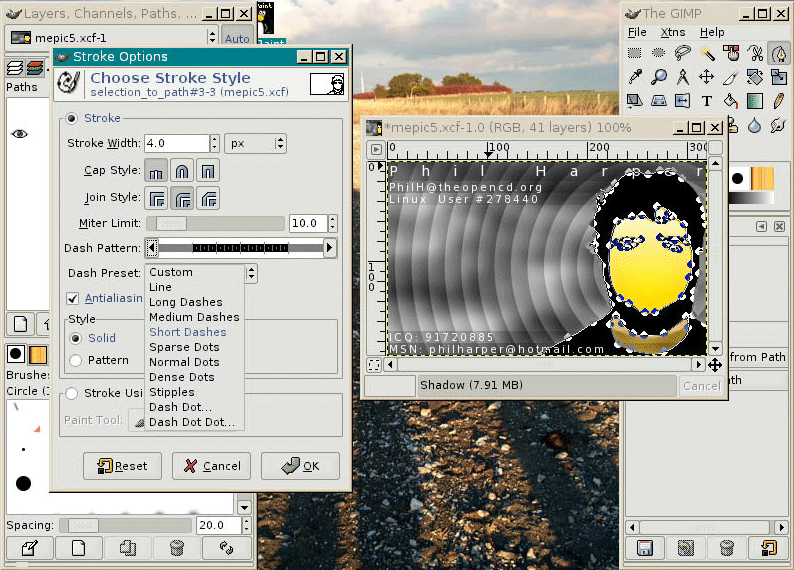 Layers, Channels, Paths, ...
mepic5.xcf-1
Auto
Paths
Stroke Options
Choose Stroke Style
selection_to_path#3-3 (mepic5.xcf)
Stroke
Stroke Width:
4.0
px
Cap Style:
Join Style:
Miter Limit:
10.0
Dash Pattern:
Dash Preset:
Custom
Line
Long Dashes
Medium Dashes
Short Dashes
Sparse Dots
Normal Dots
Dense Dots
Stipples
Dash Dot...
Dash Dot Dot...
Antialiasin
Style
Solid
Pattern
Stroke Usi
Paint Tool:
Reset
Cancel
OK
Brushes
Circle (1
Spacing:
20.0
*mepic5.xcf-1.0 (RGB, 41 layers) 100%
0 100 200 300
0
100
Phil Harper
PhilH@theopencd.org
Linux User #278440
ICQ: 91720885
MSN: philharper@hotmail.com
Shadow (7.91 MB)
Cancel
The GIMP
File Xtns Help
from Path
ath